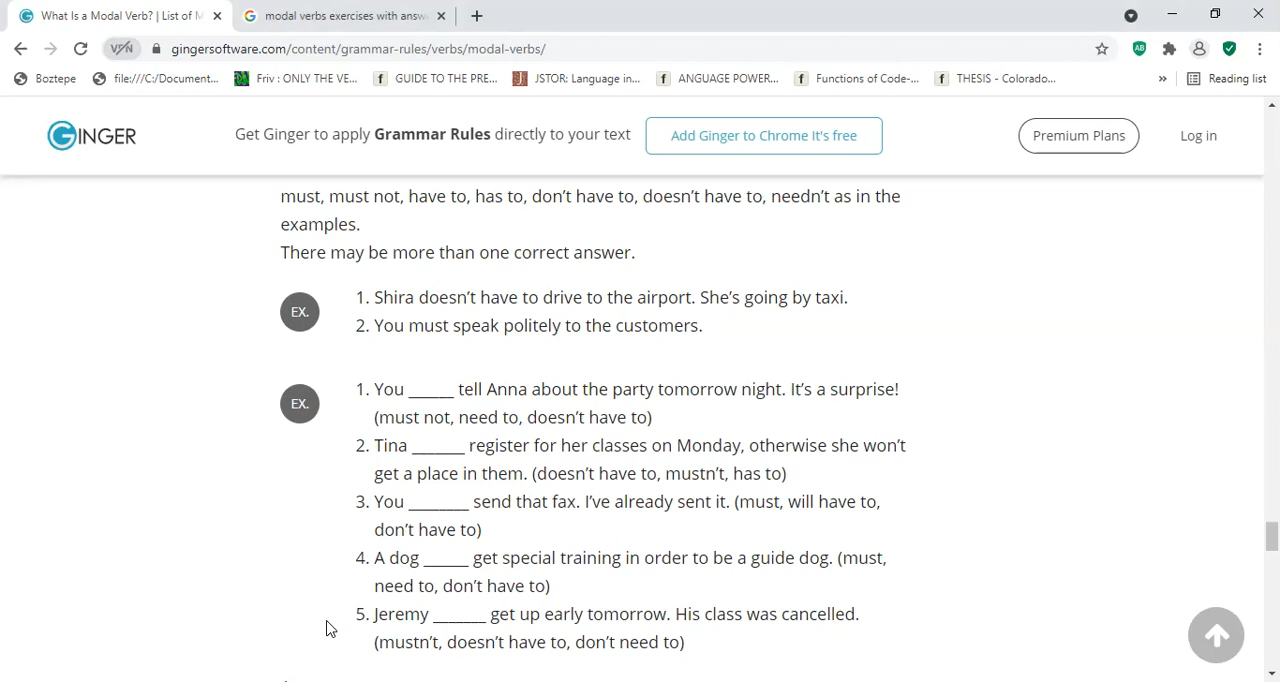 What Is a Modal Verb? | List of M
modal verbs exercises with answ
gingersoftware.com/content/grammar-rules/verbs/modal-verbs/
VPN
AB
Boztepe
file:///C:/Document...
Friv : ONLY THE VE...
GUIDE TO THE PRE...
JSTOR: Language in...
ANGUAGE POWER...
Functions of Code-...
THESIS - Colorado...
»
Reading list
GINGER
Get Ginger to apply Grammar Rules directly to your text
Add Ginger to Chrome It's free
Premium Plans
Log in
must, must not, have to, has to, don’t have to, doesn’t have to, needn’t as in the
examples.
There may be more than one correct answer.
EX.
1. Shira doesn’t have to drive to the airport. She’s going by taxi.
2. You must speak politely to the customers.
EX.
1. You _____ tell Anna about the party tomorrow night. It’s a surprise!
(must not, need to, doesn’t have to)
2. Tina ______ register for her classes on Monday, otherwise she won’t
get a place in them. (doesn’t have to, mustn’t, has to)
3. You _______ send that fax. I’ve already sent it. (must, will have to,
don’t have to)
4. A dog _____ get special training in order to be a guide dog. (must,
need to, don’t have to)
5. Jeremy ______ get up early tomorrow. His class was cancelled.
(mustn’t, doesn’t have to, don’t need to)